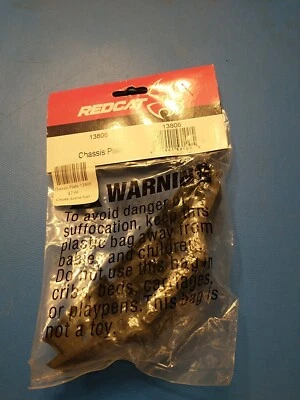 REDCAT
13806
13806
Chassis P
WARNING
To avoid danger of
suffocation, keep this
plastic bag away from
babies and children.
Do not use this bag in
cribs, beds, carriages,
or playpens. This bag is
not a toy.